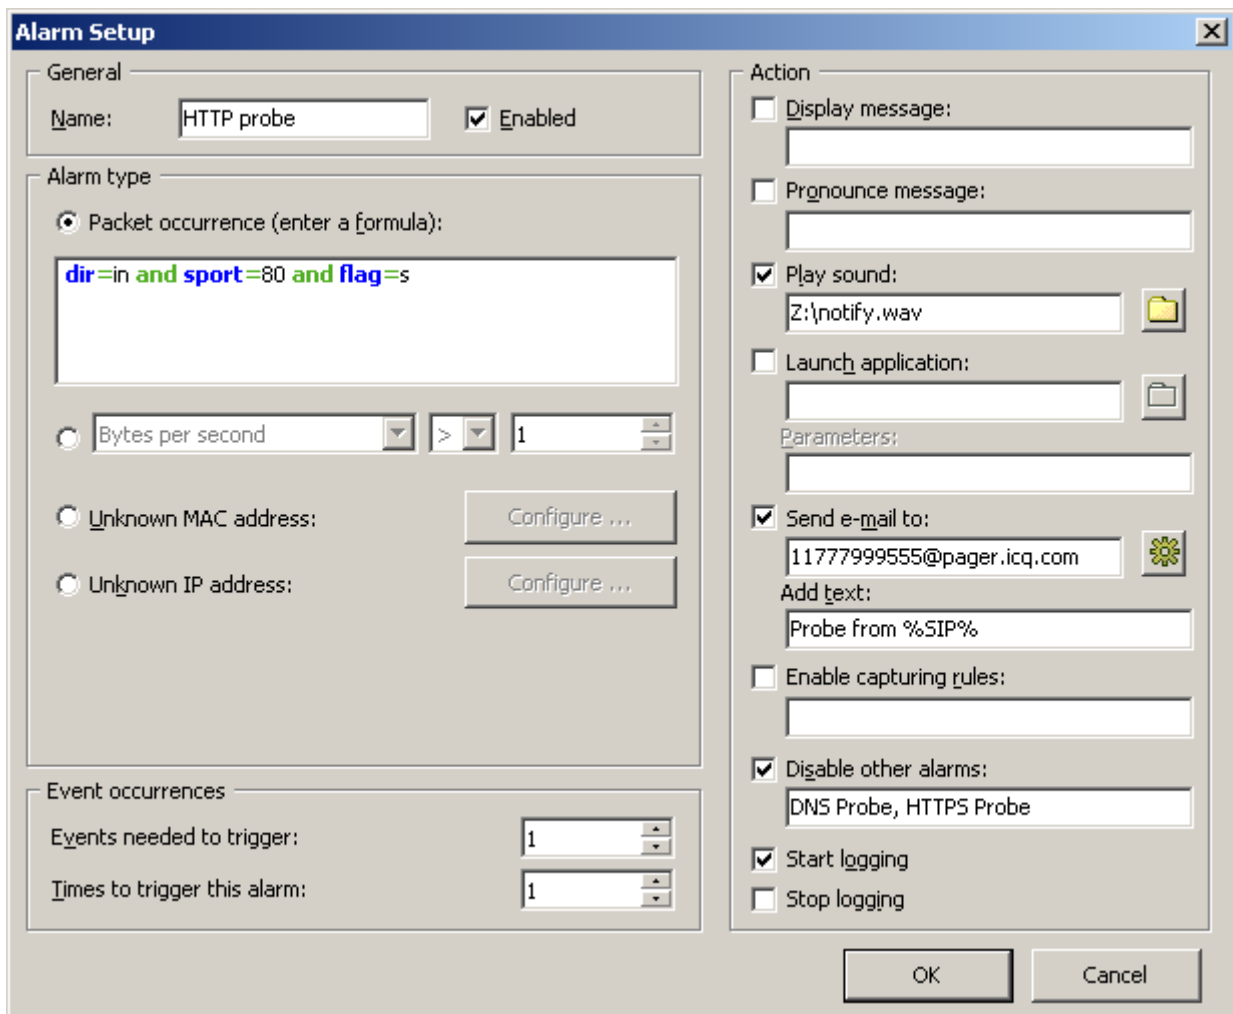 Alarm Setup
General
Name: HTTP probe Enabled
Alarm type
Packet occurrence (enter a formula):
dir=in and sport=80 and flag=s
Bytes per second > 1
Unknown MAC address: Configure ...
Unknown IP address: Configure ...
Event occurrences
Events needed to trigger: 1
Times to trigger this alarm: 1
Action
Display message:
Pronounce message:
Play sound:
Z:\notify.wav
Launch application:
Parameters:
Send e-mail to:
11777999555@pager.icq.com
Add text:
Probe from %SIP%
Enable capturing rules:
Disable other alarms:
DNS Probe, HTTPS Probe
Start logging
Stop logging
OK Cancel